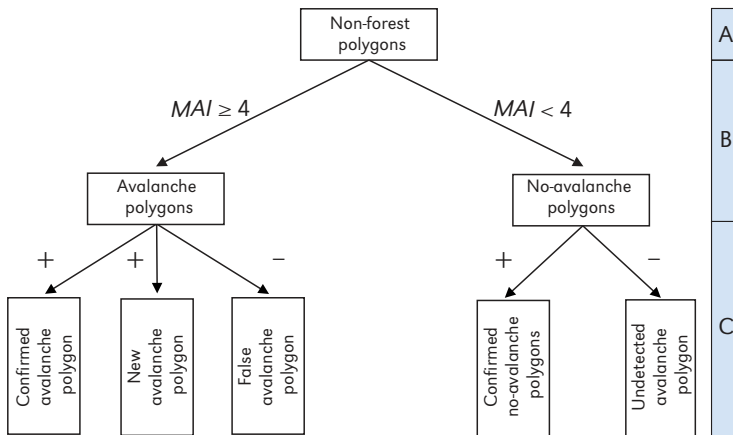 Non-forest
polygons
A
MAI ≥ 4
MAI < 4
B
Avalanche
polygons
No-avalanche
polygons
+
+
−
+
−
C
Confirmed
avalanche
polygon
New
avalanche
polygon
False
avalanche
polygon
Confirmed
no-avalanche
polygons
Undetected
avalanche
polygon